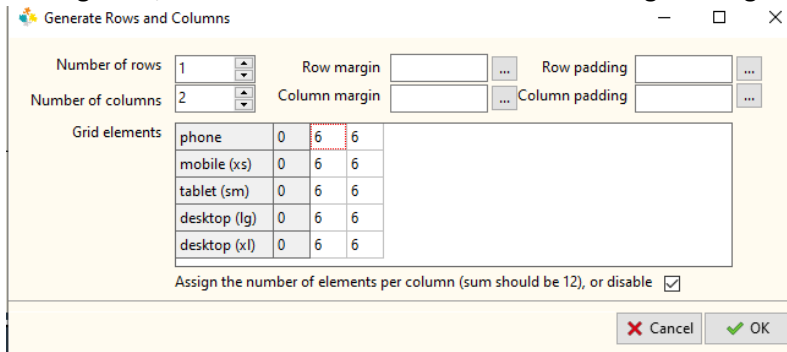 Generate Rows and Columns
Number of rows 1 Row margin ... Row padding ...
Number of columns 2 Column margin ... Column padding ...
Grid elements
phone 0 6 6
mobile (xs) 0 6 6
tablet (sm) 0 6 6
desktop (lg) 0 6 6
desktop (xl) 0 6 6
Assign the number of elements per column (sum should be 12), or disable
Cancel OK